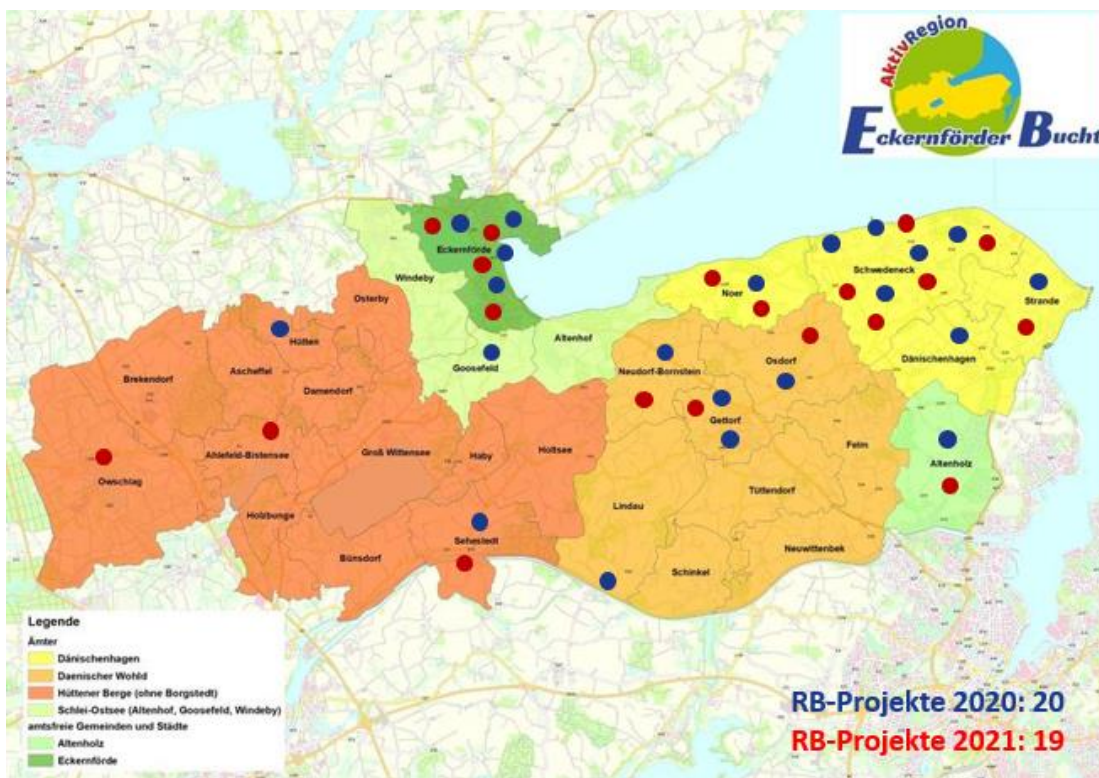 AktivRegion
Eckernförder Bucht
Eckernförde
Windeby
Osterby
Hütten
Ascheffel
Brekendorf
Damendorf
Goosefeld
Altenhof
Noer
Schwedeneck
Strande
Dänischenhagen
Osdorf
Neudorf-Bornstein
Gettorf
Felm
Altenholz
Owschlag
Ahlefeld-Bistensee
Groß Wittensee
Haby
Holtsee
Lindau
Tüttendorf
Holzbunge
Sehestedt
Bünsdorf
Schinkel
Neuwittenbek
Legende
Ämter
Dänischenhagen
Daenischer Wohld
Hüttener Berge (ohne Borgstedt)
Schlei-Ostsee (Altenhof, Goosefeld, Windeby)
amtsfreie Gemeinden und Städte
Altenholz
Eckernförde
RB-Projekte 2020: 20
RB-Projekte 2021: 19